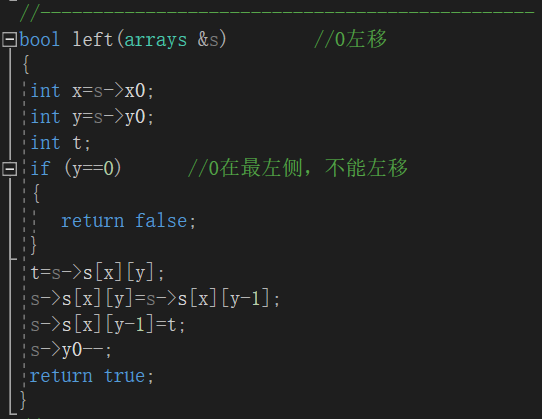 //---------------------------------------------
bool left(arrays &s) //0左移
{
int x=s->x0;
int y=s->y0;
int t;
if (y==0) //0在最左侧，不能左移
{
return false;
}
t=s->s[x][y];
s->s[x][y]=s->s[x][y-1];
s->s[x][y-1]=t;
s->y0--;
return true;
}